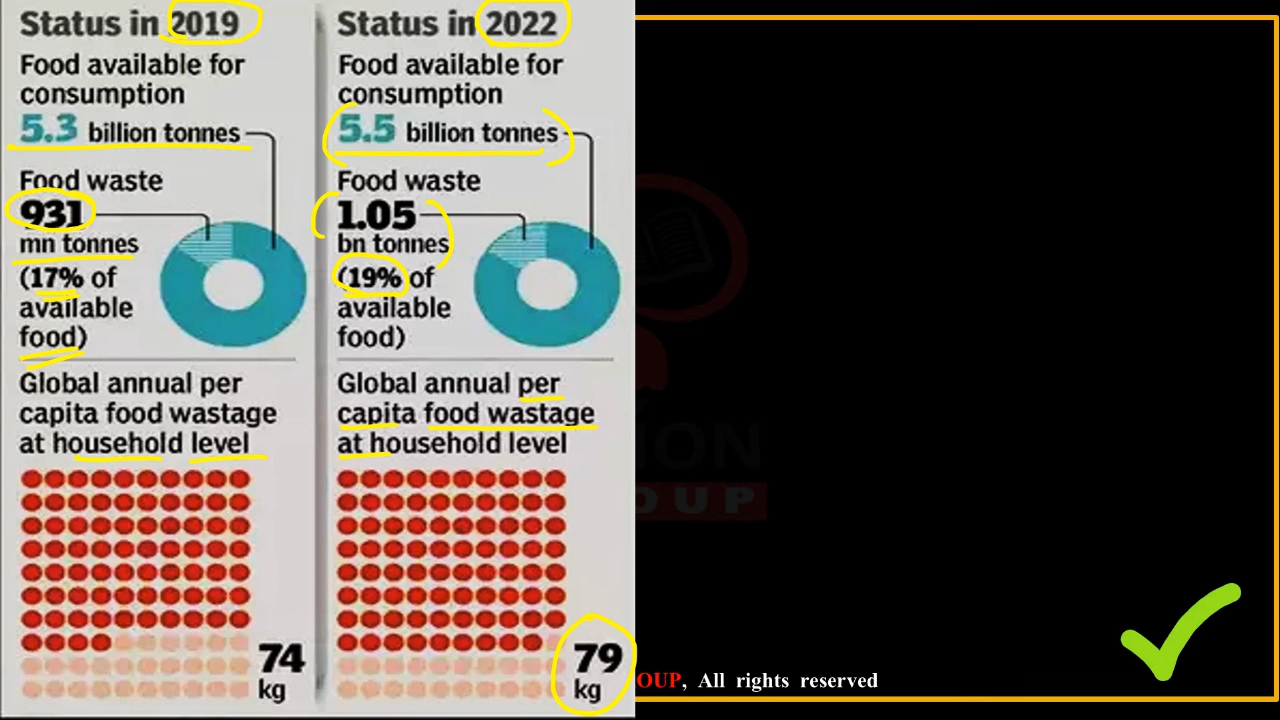 Status in 2019
Food available for
consumption
5.3 billion tonnes
Food waste
931
mn tonnes
(17% of
available
food)
Global annual per
capita food wastage
at household level
74
kg
Status in 2022
Food available for
consumption
5.5 billion tonnes
Food waste
1.05
bn tonnes
(19% of
available
food)
Global annual per
capita food wastage
at household level
79
kg
ION
OUP
OUP, All rights reserved